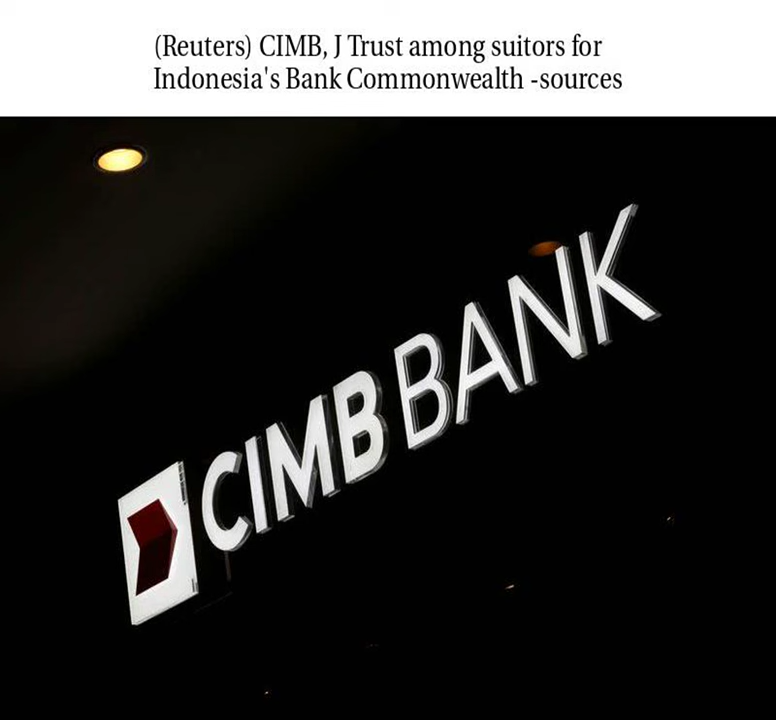 (Reuters) CIMB, J Trust among suitors for
Indonesia's Bank Commonwealth -sources
CIMB BANK